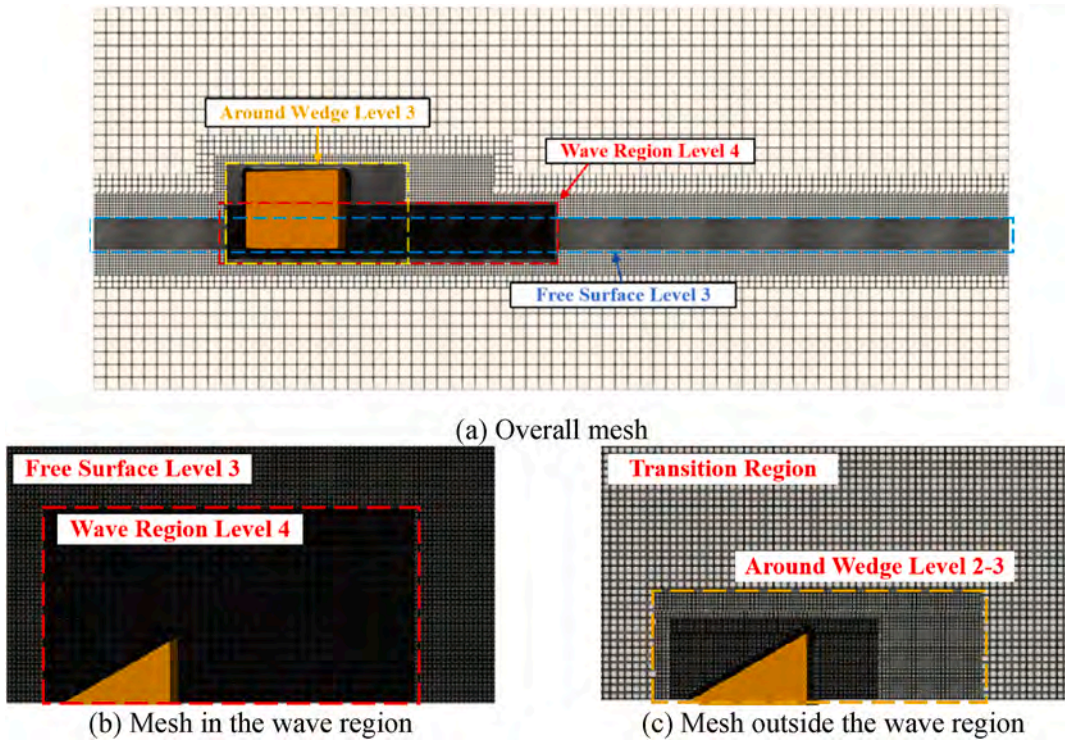 Around Wedge Level 3
Wave Region Level 4
Free Surface Level 3
(a) Overall mesh
Free Surface Level 3
Wave Region Level 4
(b) Mesh in the wave region
Transition Region
Around Wedge Level 2-3
(c) Mesh outside the wave region